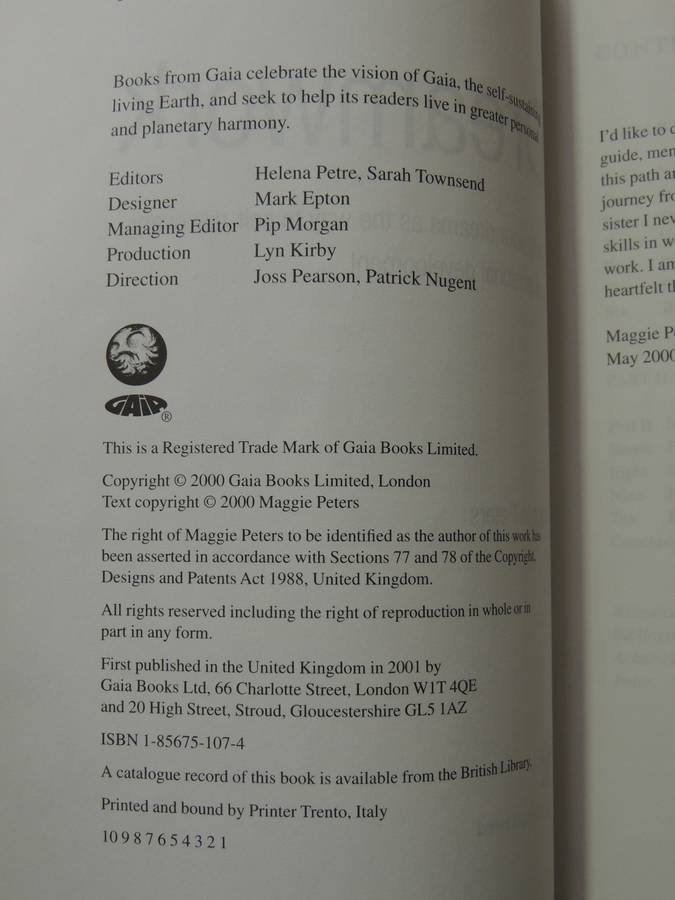 Books from Gaia celebrate the vision of Gaia, the self-sustaining
living Earth, and seek to help its readers live in greater personal
and planetary harmony.
Editors Helena Petre, Sarah Townsend
Designer Mark Epton
Managing Editor Pip Morgan
Production Lyn Kirby
Direction Joss Pearson, Patrick Nugent
GAIA®
This is a Registered Trade Mark of Gaia Books Limited.
Copyright © 2000 Gaia Books Limited, London
Text copyright © 2000 Maggie Peters
The right of Maggie Peters to be identified as the author of this work has
been asserted in accordance with Sections 77 and 78 of the Copyright,
Designs and Patents Act 1988, United Kingdom.
All rights reserved including the right of reproduction in whole or in
part in any form.
First published in the United Kingdom in 2001 by
Gaia Books Ltd, 66 Charlotte Street, London W1T 4QE
and 20 High Street, Stroud, Gloucestershire GL5 1AZ
ISBN 1-85675-107-4
A catalogue record of this book is available from the British Library.
Printed and bound by Printer Trento, Italy
10 9 8 7 6 5 4 3 2 1
I'd like to
guide,
this path
journey
sister I
skills in
work. I am
heartfelt
Maggie
May 2000